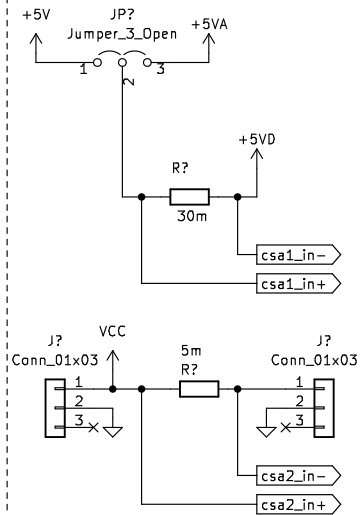 +5V
JP?
+5VA
Jumper_3_Open
1
3
2
+5VD
R?
30m
csa1_in-
csa1_in+
J?
VCC
5m
J?
Conn_01x03
R?
Conn_01x03
1
1
2
2
3
3
csa2_in-
csa2_in+